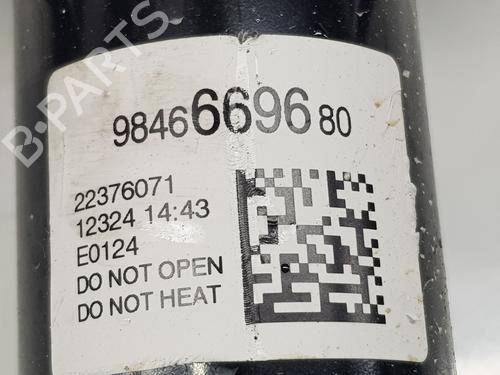 B-PARTS
9846669680
22376071
12324 14:43
E0124
DO NOT OPEN
DO NOT HEAT